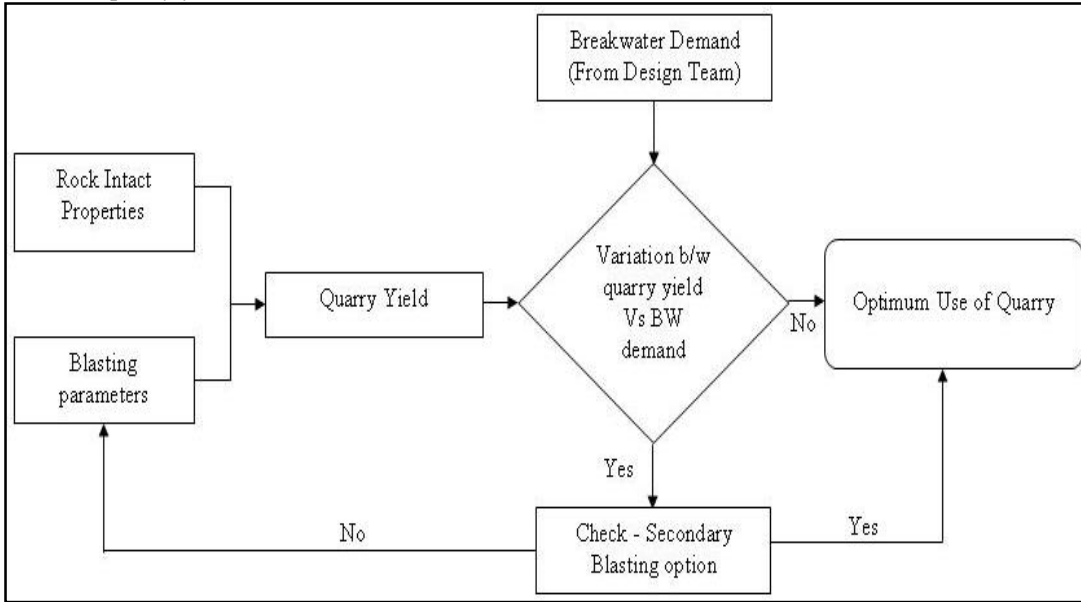 Breakwater Demand
(From Design Team)
Rock Intact
Properties
Variation b/w
quarry yield
Vs BW
demand
Quarry Yield
Optimum Use of Quarry
No
Blasting
parameters
Yes
No
Check - Secondary
Blasting option
Yes